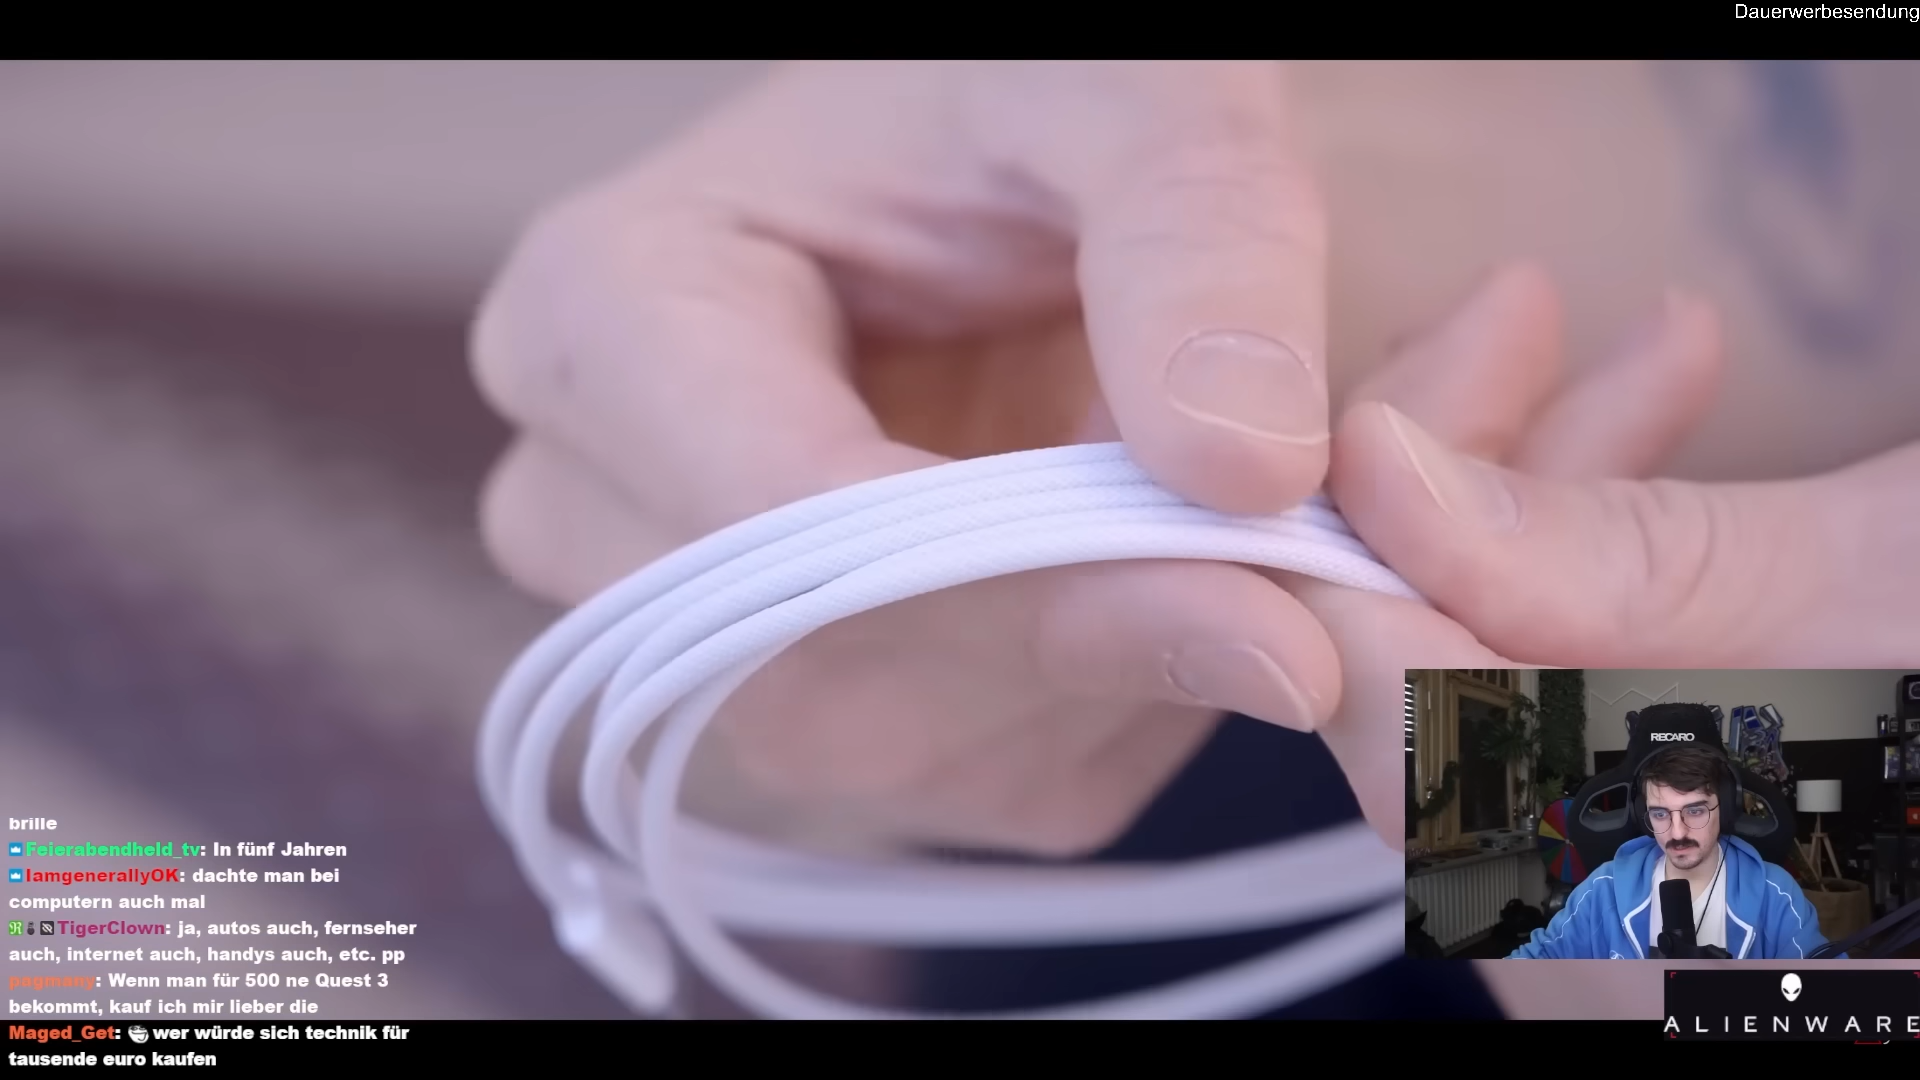 Dauerwerbesendung
RECARO
brille
Feierabendheld_tv: In fünf Jahren
IamgenerallyOK: dachte man bei
computern auch mal
TigerClown: ja, autos auch, fernseher
auch, internet auch, handys auch, etc. pp
pagmany: Wenn man für 500 ne Quest 3
bekommt, kauf ich mir lieber die
Maged_Get: wer würde sich technik für
tausende euro kaufen
ALIENWARE